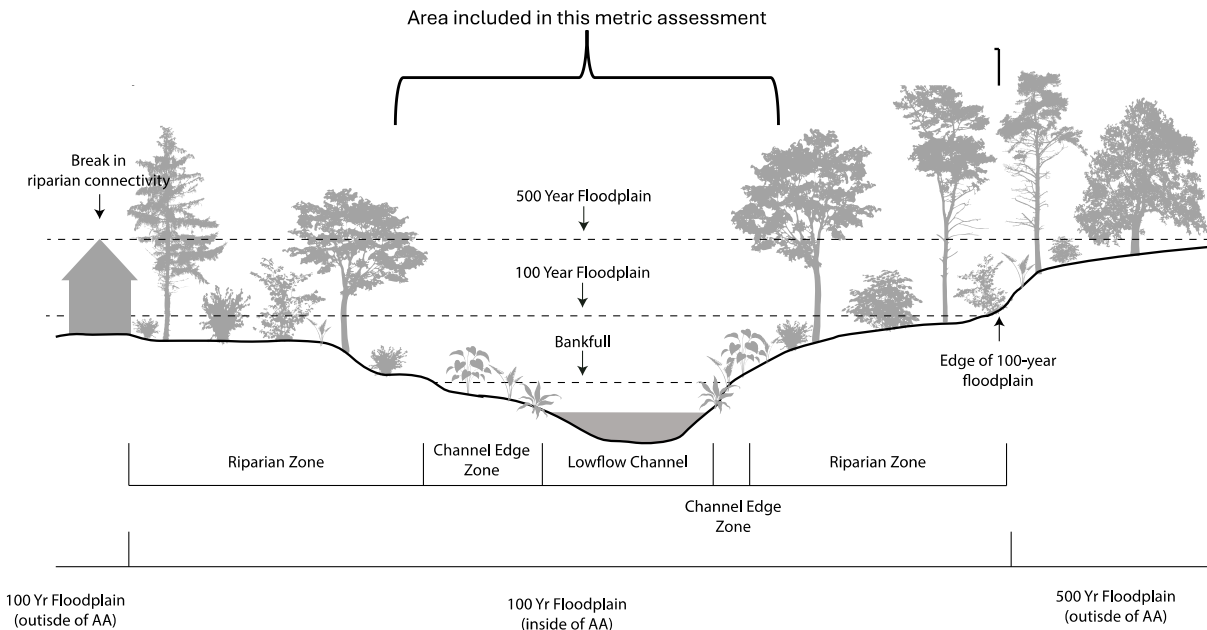 Area included in this metric assessment
Break in
riparian connectivity
500 Year Floodplain
100 Year Floodplain
Bankfull
Edge of 100-year
floodplain
Riparian Zone
Channel Edge
Zone
Lowflow Channel
Channel Edge
Zone
Riparian Zone
100 Yr Floodplain
(outisde of AA)
100 Yr Floodplain
(inside of AA)
500 Yr Floodplain
(outisde of AA)